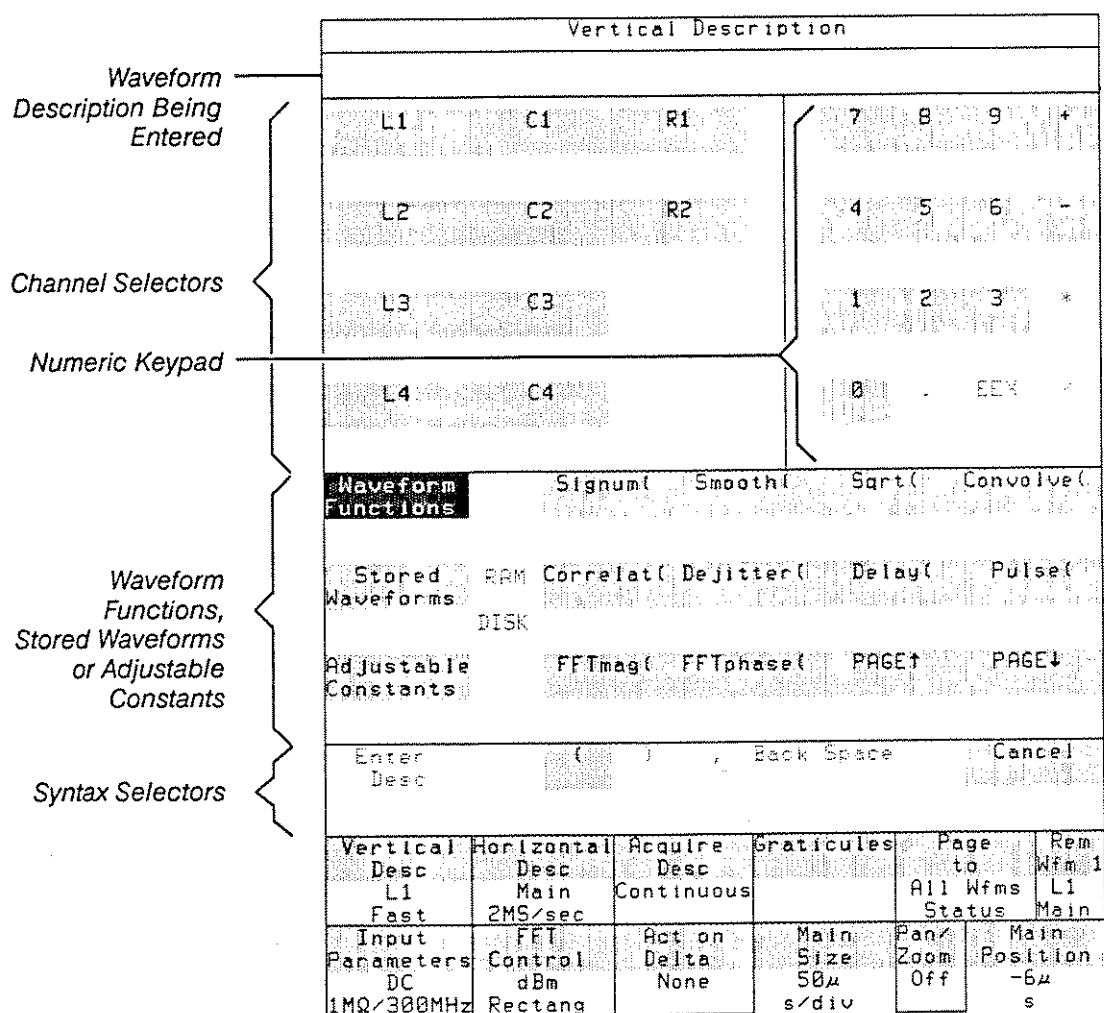 Vertical Description
Waveform
Description Being
Entered
L1 C1 R1 7 8 9 +
L2 C2 R2 4 5 6 -
Channel Selectors
L3 C3 1 2 3 *
Numeric Keypad
L4 C4 0 . EEX /
Waveform
Functions
Signum( Smooth( Sqrt( Convolve(
Waveform
Functions,
Stored Waveforms
or Adjustable
Constants
Stored
Waveforms
RAM
DISK
Correlat( Dejitter( Delay( Pulse(
Adjustable
Constants
FFTmag( FFTphase( PAGE↑ PAGE↓
Syntax Selectors
Enter
Desc
( ) , Back Space Cancel
Vertical
Desc
L1
Fast
Horizontal
Desc
Main
2MS/sec
Acquire
Desc
Continuous
Graticules
Page
to
All Wfms
Status
Rem
Wfm 1
L1
Main
Input
Parameters
DC
1MΩ/300MHz
FFT
Control
dBm
Rectang
Act on
Delta
None
Main
Size
50µ
s/div
Pan/
Zoom
Off
Main
Position
-6µ
s